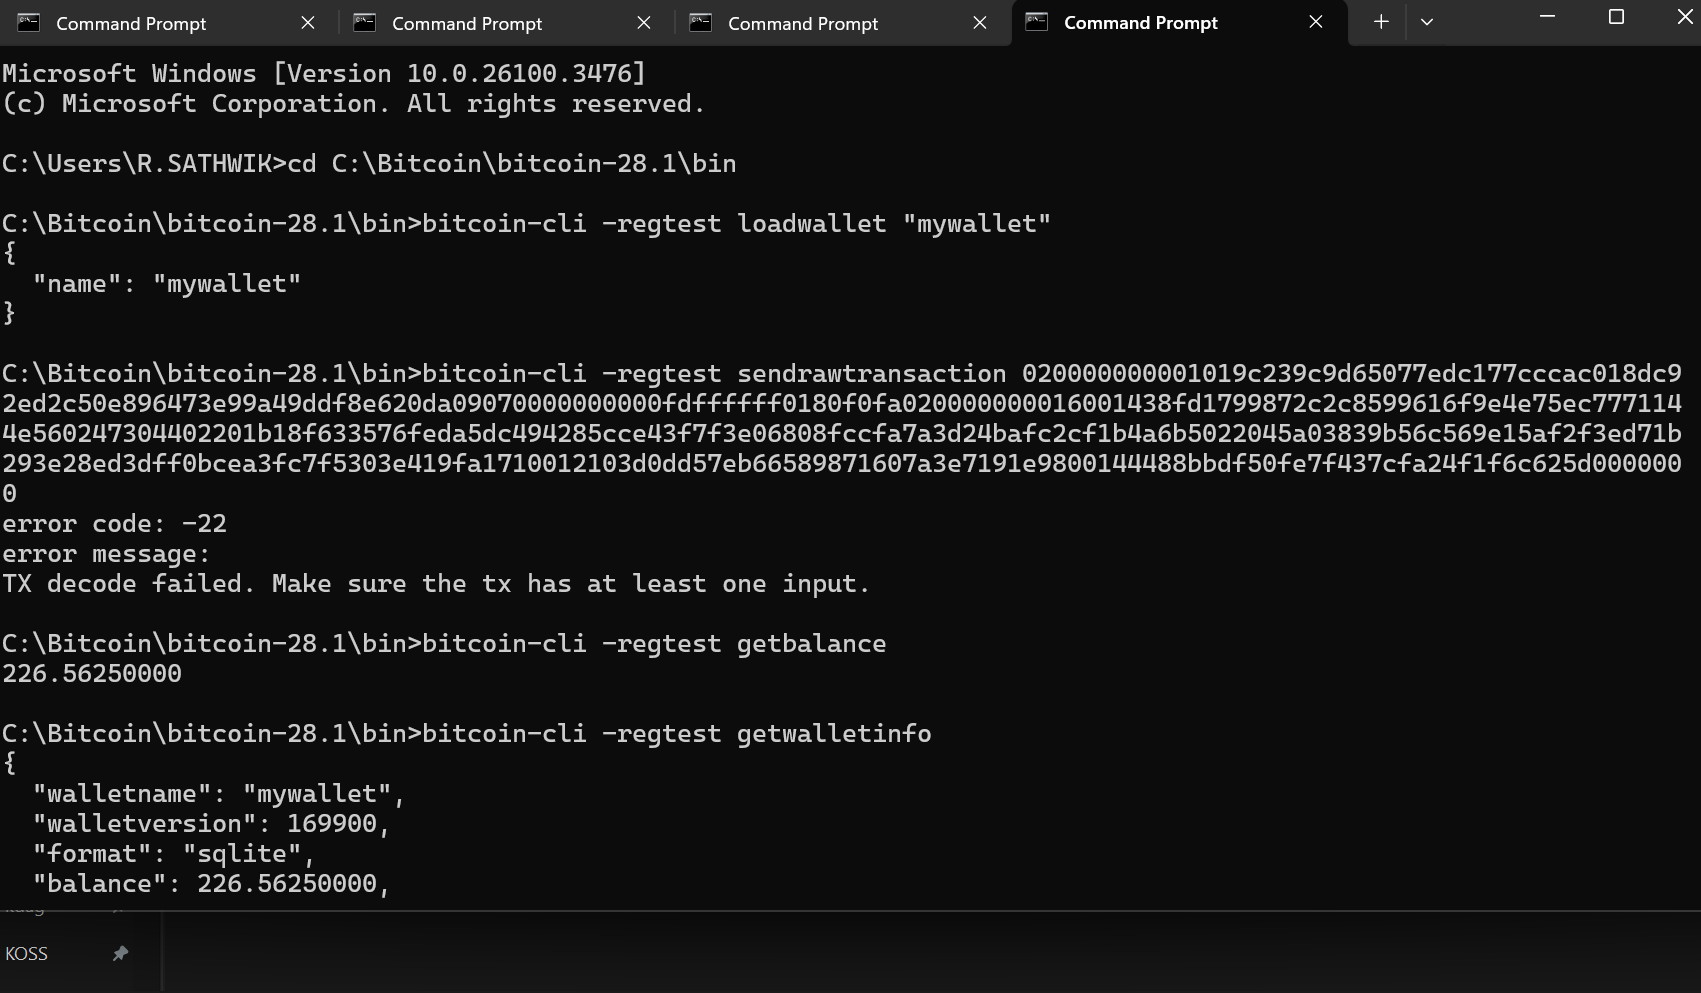 Command Prompt
Command Prompt
Command Prompt
Command Prompt
Microsoft Windows [Version 10.0.26100.3476]
(c) Microsoft Corporation. All rights reserved.
C:\Users\R.SATHWIK>cd C:\Bitcoin\bitcoin-28.1\bin
C:\Bitcoin\bitcoin-28.1\bin>bitcoin-cli -regtest loadwallet "mywallet"
{
"name": "mywallet"
}
C:\Bitcoin\bitcoin-28.1\bin>bitcoin-cli -regtest sendrawtransaction 020000000001019c239c9d65077edc177cccac018dc9
2ed2c50e896473e99a49ddf8e620da09070000000000fdffffff0180f0fa020000000016001438fd1799872c2c8599616f9e4e75ec777114
4e560247304402201b18f633576feda5dc494285cce43f7f3e06808fccfa7a3d24bafc2cf1b4a6b5022045a03839b56c569e15af2f3ed71b
293e28ed3dff0bcea3fc7f5303e419fa1710012103d0dd57eb66589871607a3e7191e9800144488bbdf50fe7f437cfa24f1f6c625d000000
0
error code: -22
error message:
TX decode failed. Make sure the tx has at least one input.
C:\Bitcoin\bitcoin-28.1\bin>bitcoin-cli -regtest getbalance
226.56250000
C:\Bitcoin\bitcoin-28.1\bin>bitcoin-cli -regtest getwalletinfo
{
"walletname": "mywallet",
"walletversion": 169900,
"format": "sqlite",
"balance": 226.56250000,
KOSS